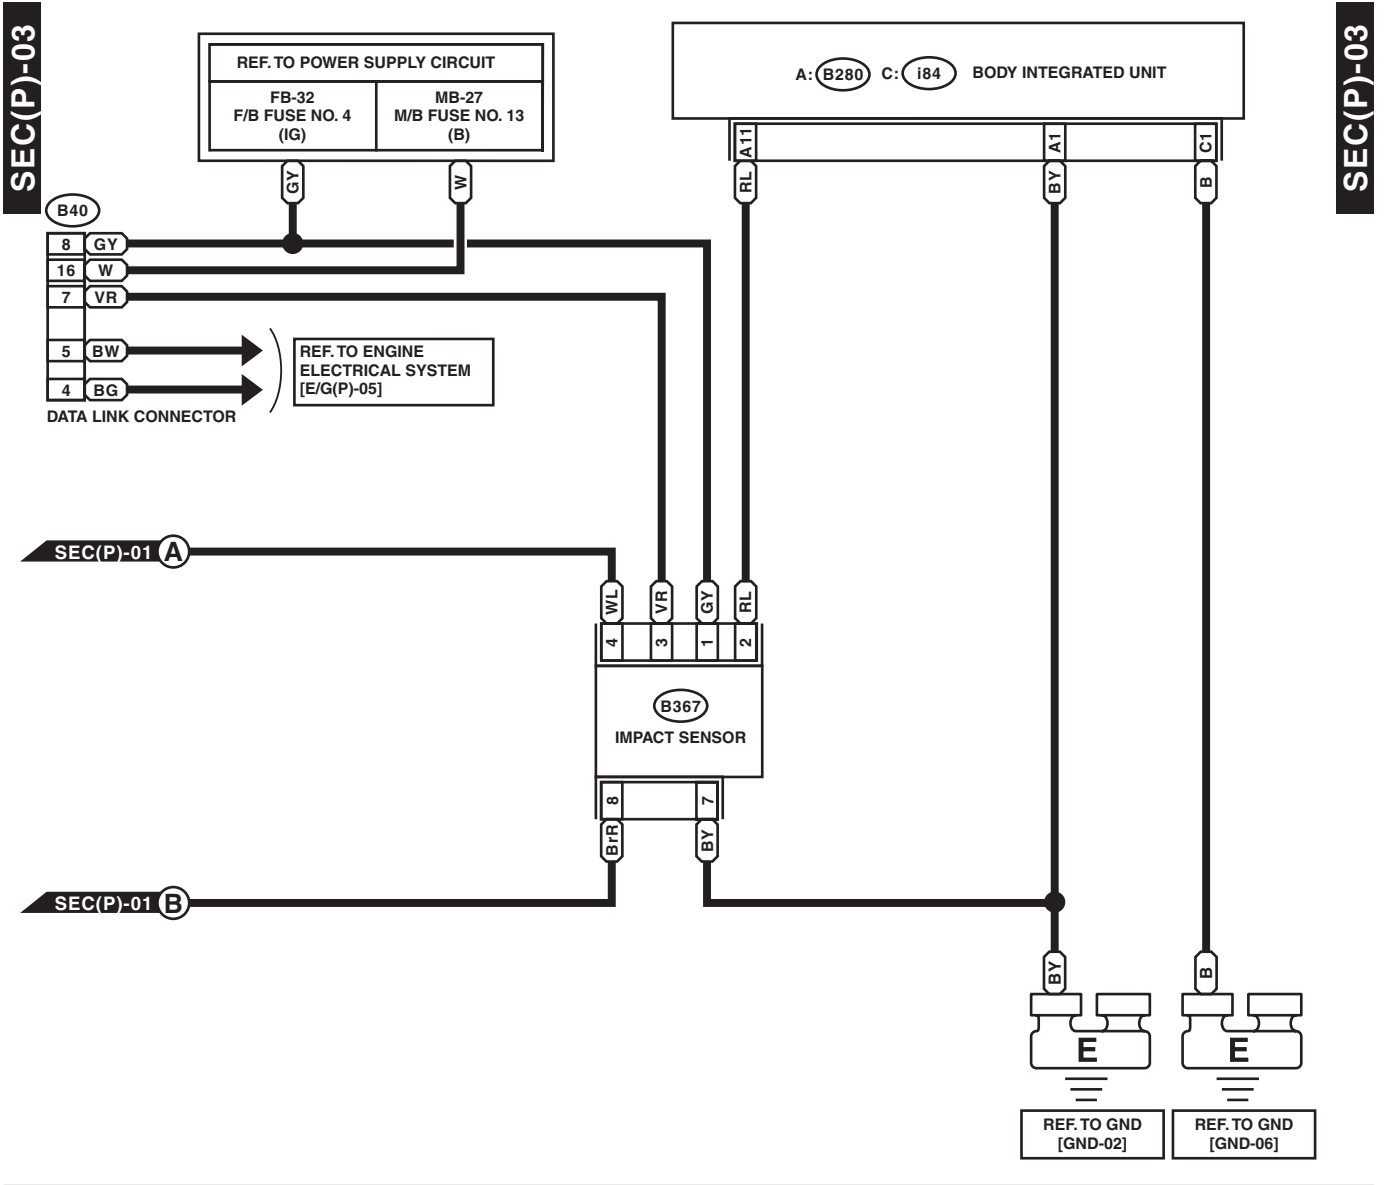 SEC(P)-03
SEC(P)-03
REF. TO POWER SUPPLY CIRCUIT
FB-32
F/B FUSE NO. 4
(IG)
MB-27
M/B FUSE NO. 13
(B)
A: B280 C: i84 BODY INTEGRATED UNIT
A11
A1
C1
GY
W
RL
BY
B
B40
8 GY
16 W
7 VR
5 BW
4 BG
DATA LINK CONNECTOR
REF. TO ENGINE
ELECTRICAL SYSTEM
[E/G(P)-05]
SEC(P)-01 A
WL
VR
GY
RL
4
3
1
2
B367
IMPACT SENSOR
8
7
BrR
BY
SEC(P)-01 B
BY
B
E
E
REF. TO GND
[GND-02]
REF. TO GND
[GND-06]